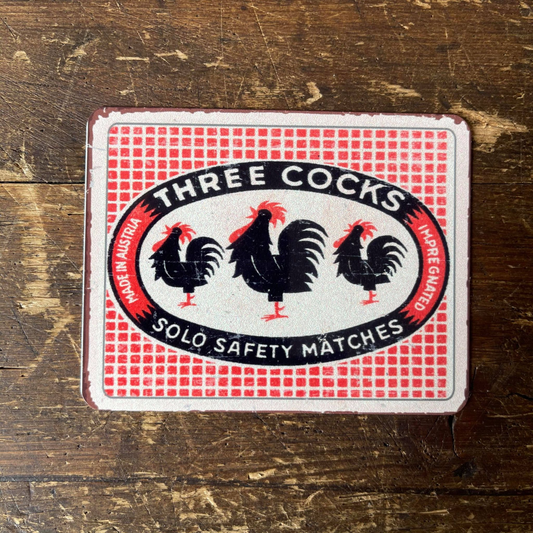 THREE COCKS
MADE IN AUSTRIA
IMPREGNATED
SOLO SAFETY MATCHES